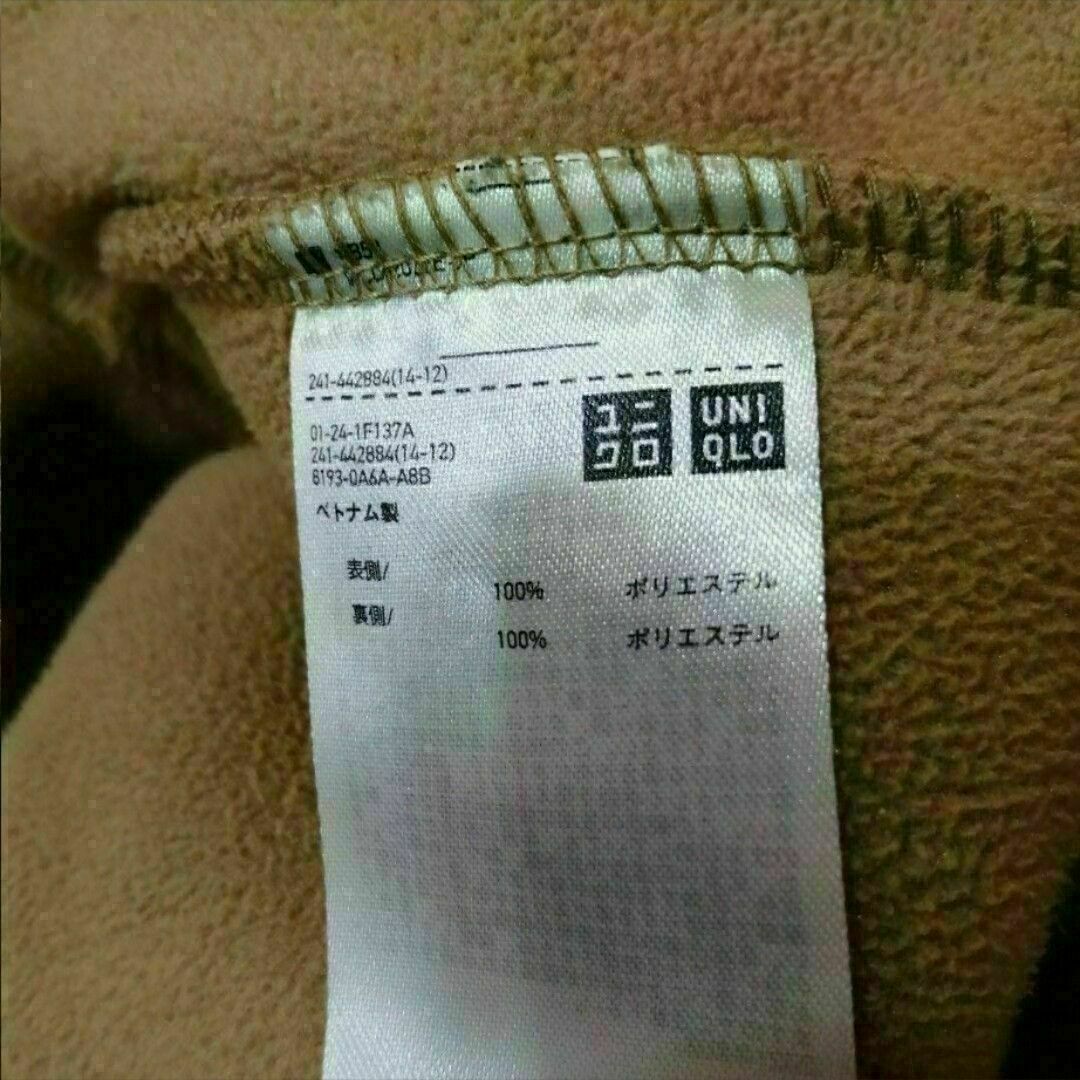 241-442884(14-12)
01-24-1F137A
241-442884(14-12)
8193-0A6A-A8B
ベトナム製
ユニクロ
UNIQLO
表側/
100% ポリエステル
裏側/
100% ポリエステル